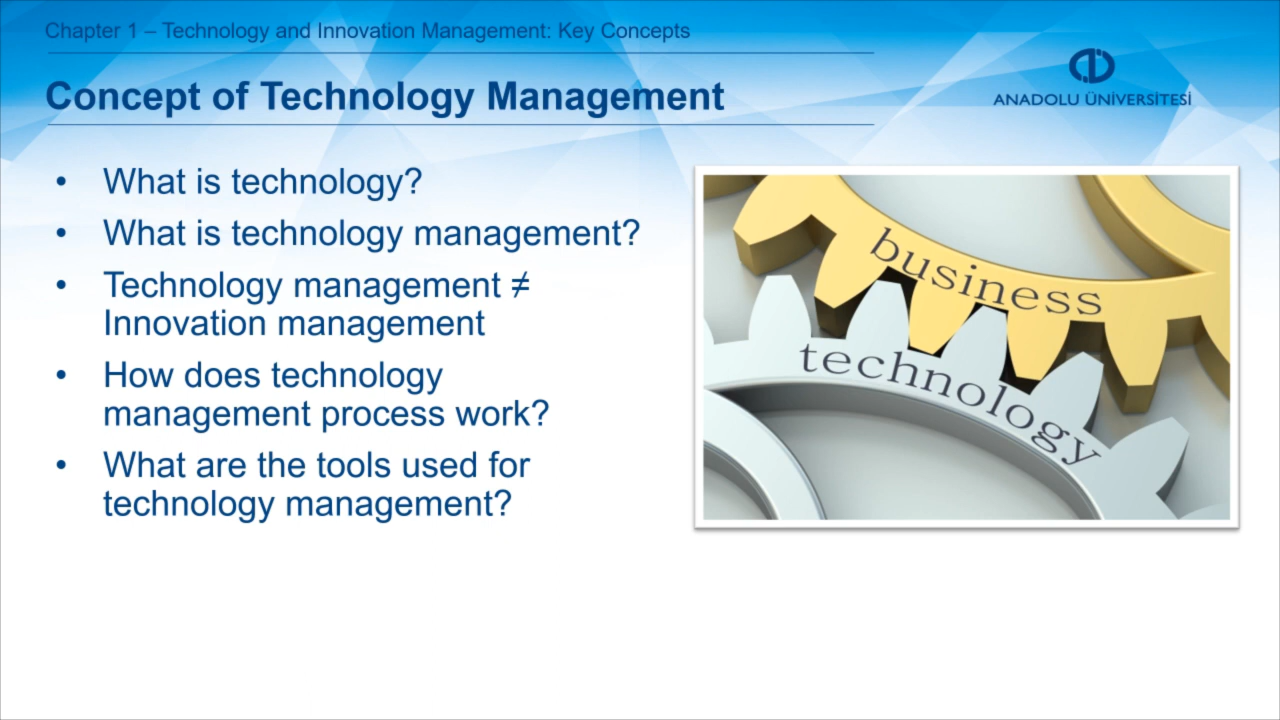 Chapter 1 – Technology and Innovation Management: Key Concepts
Concept of Technology Management
ANADOLU ÜNİVERSİTESİ
• What is technology?
• What is technology management?
• Technology management ≠
Innovation management
• How does technology
management process work?
• What are the tools used for
technology management?
business
technology